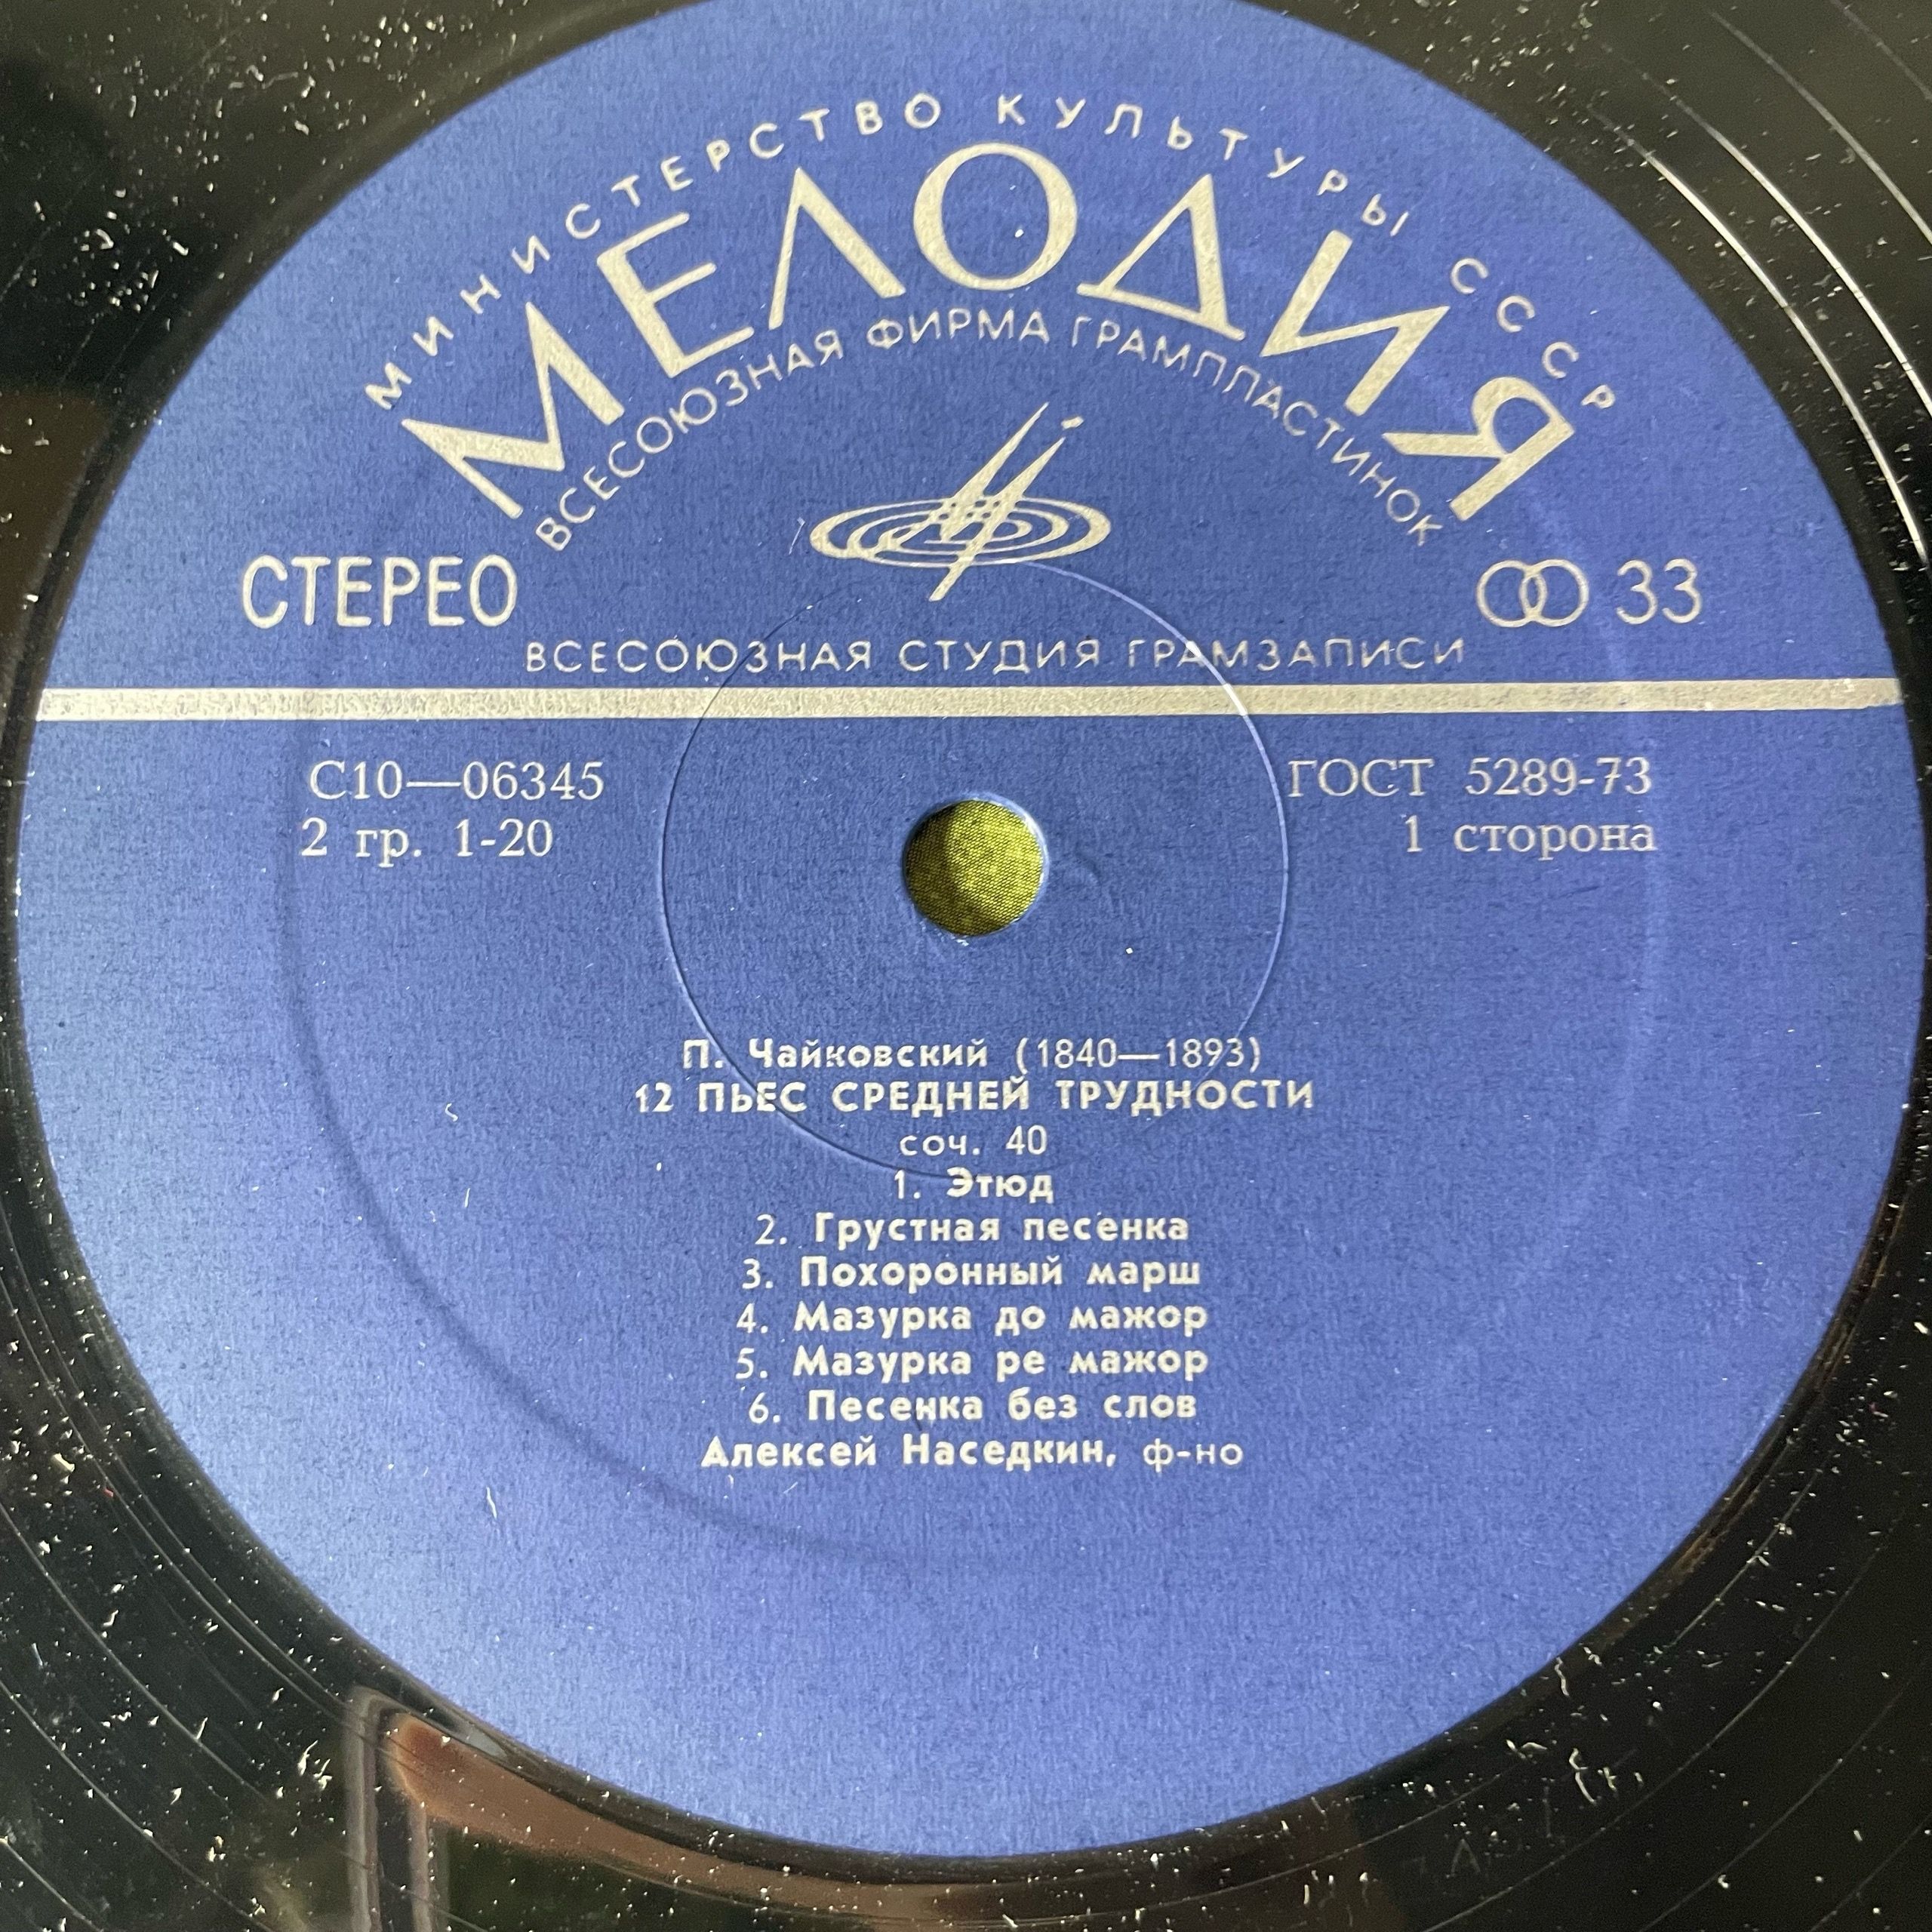 МИНИСТЕРСТВО КУЛЬТУРЫ СССР
МЕЛОДИЯ
ВСЕСОЮЗНАЯ ФИРМА ГРАМПЛАСТИНОК
СТЕРЕО
33
ВСЕСОЮЗНАЯ СТУДИЯ ГРАМЗАПИСИ
С10—06345
ГОСТ 5289-73
2 гр. 1-20
1 сторона
П. Чайковский (1840—1893)
12 ПЬЕС СРЕДНЕЙ ТРУДНОСТИ
соч. 40
1. Этюд
2. Грустная песенка
3. Похоронный марш
4. Мазурка до мажор
5. Мазурка ре мажор
6. Песенка без слов
Алексей Наседкин, ф-но